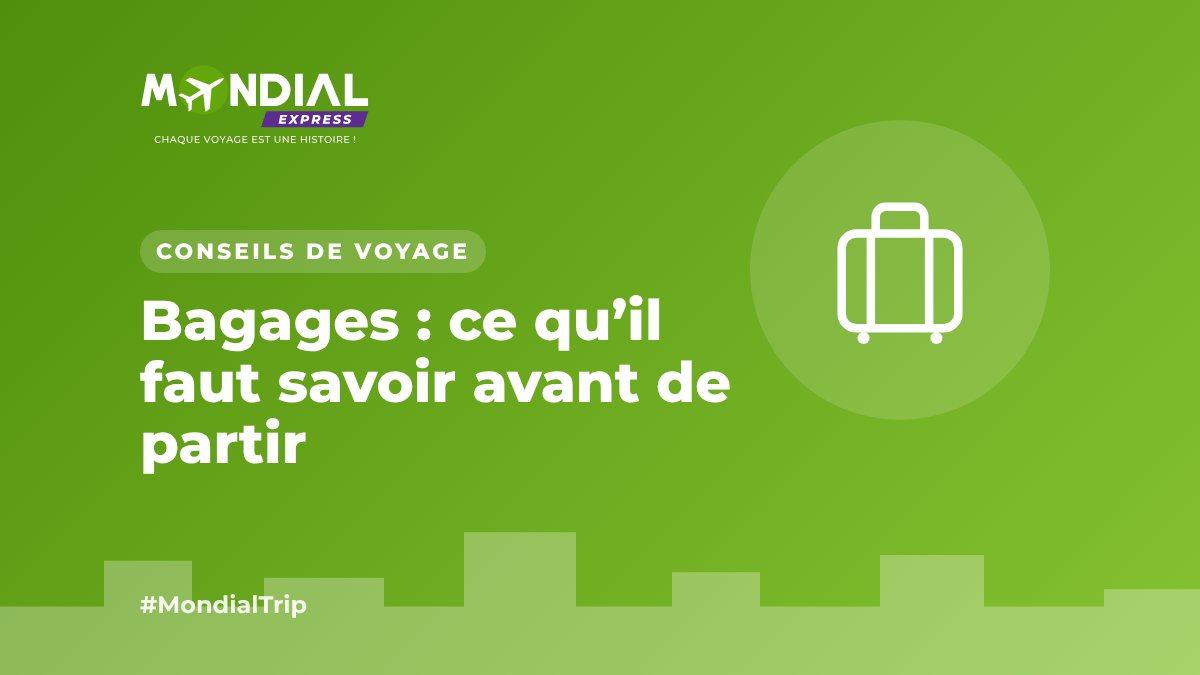 MONDIAL
EXPRESS
CHAQUE VOYAGE EST UNE HISTOIRE !
CONSEILS DE VOYAGE
Bagages : ce qu’il
faut savoir avant de
partir
#MondialTrip